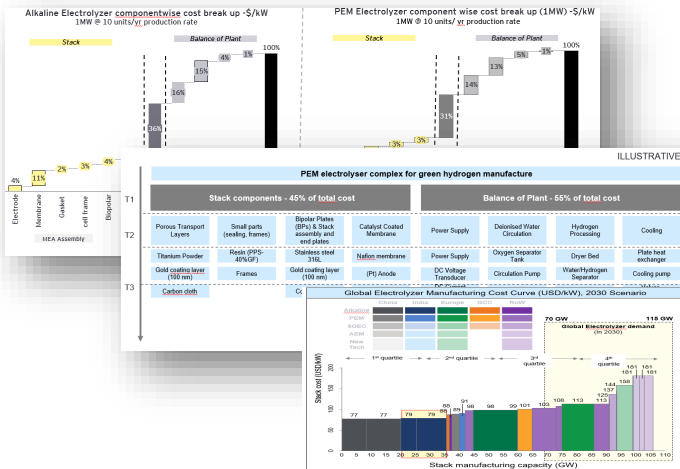 Alkaline Electrolyzer componentwise cost break up -$/kW
1MW @ 10 units/ yr production rate
Stack
Balance of Plant
100%
1%
4%
15%
16%
36%
4%
3%
2%
11%
4%
Electrode
Membrane
Gasket
cell frame
Biopolar
MEA Assembly
PEM Electrolyzer component wise cost break up (1MW) -$/kW
1MW @ 10 units/ yr production rate
Stack
Balance of Plant
100%
1%
5%
13%
14%
31%
3%
3%
ILLUSTRATIVE
PEM electrolyser complex for green hydrogen manufacture
T1
Stack components - 45% of total cost
Balance of Plant - 55% of total cost
T2
Porous Transport Layers
Small parts (sealing, frames)
Bipolar Plates (BPs) & Stack assembly and end plates
Catalyst Coated Membrane
Power Supply
Deionised Water Circulation
Hydrogen Processing
Cooling
Titanium Powder
Resin (PPS-40%GF)
Stainless steel 316L
Nafion membrane
Power Supply
Oxygen Separator Tank
Dryer Bed
Plate heat exchanger
T3
Gold coating layer (100 nm)
Frames
Gold coating layer (100 nm)
(Pt) Anode
DC Voltage Transducer
Circulation Pump
Water/Hydrogen Separator
Cooling pump
Carbon cloth
Global Electrolyzer Manufacturing Cost Curve (USD/kW), 2030 Scenario
China India Europe GCC RoW
Alkaline
PEM
SOEC
AEM
New Tech
70 GW
115 GW
Global Electrolyzer demand
(in 2030)
1st quartile
2nd quartile
3rd quartile
4th quartile
Stack cost (USD/kW)
200
150
100
50
0
77 77 79 79 88 88 89 91 98 98 99 101 103 108 113 113 125 137 144 158 181 181 181
0 5 10 15 20 25 30 35 40 45 50 55 60 65 70 75 80 85 90 95 100 105 110
Stack manufacturing capacity (GW)